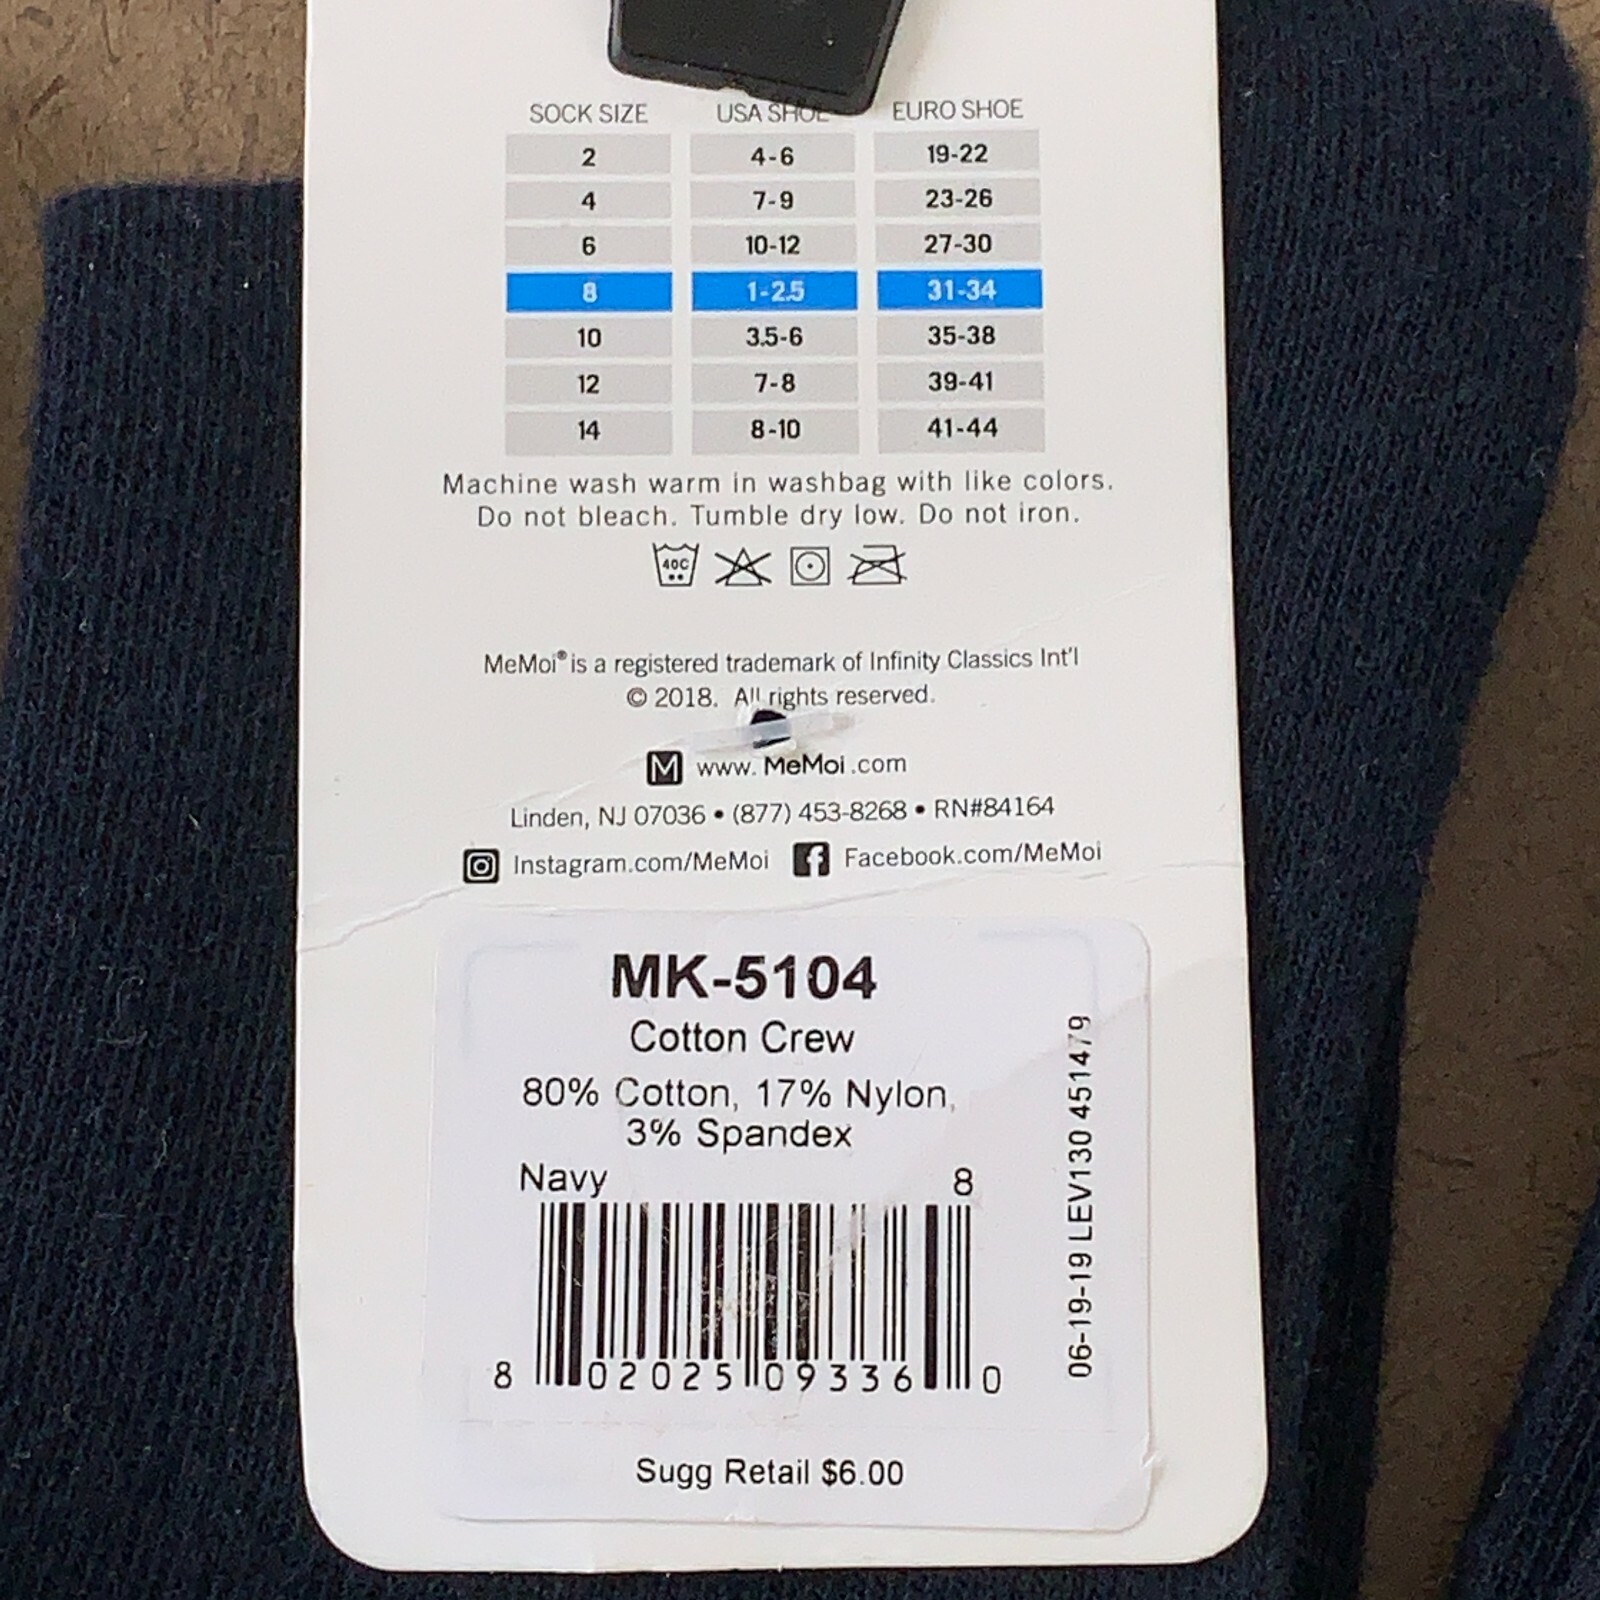 SOCK SIZE USA SHOE EURO SHOE
2 4-6 19-22
4 7-9 23-26
6 10-12 27-30
8 1-2.5 31-34
10 3.5-6 35-38
12 7-8 39-41
14 8-10 41-44
Machine wash warm in washbag with like colors.
Do not bleach. Tumble dry low. Do not iron.
40C
MeMoi® is a registered trademark of Infinity Classics Int'l
© 2018. All rights reserved.
M www. MeMoi .com
Linden, NJ 07036 • (877) 453-8268 • RN#84164
Instagram.com/MeMoi f Facebook.com/MeMoi
MK-5104
Cotton Crew
80% Cotton, 17% Nylon,
3% Spandex
Navy 8
8 02025 09336 0
Sugg Retail $6.00
06-19-19 LEV130 451479